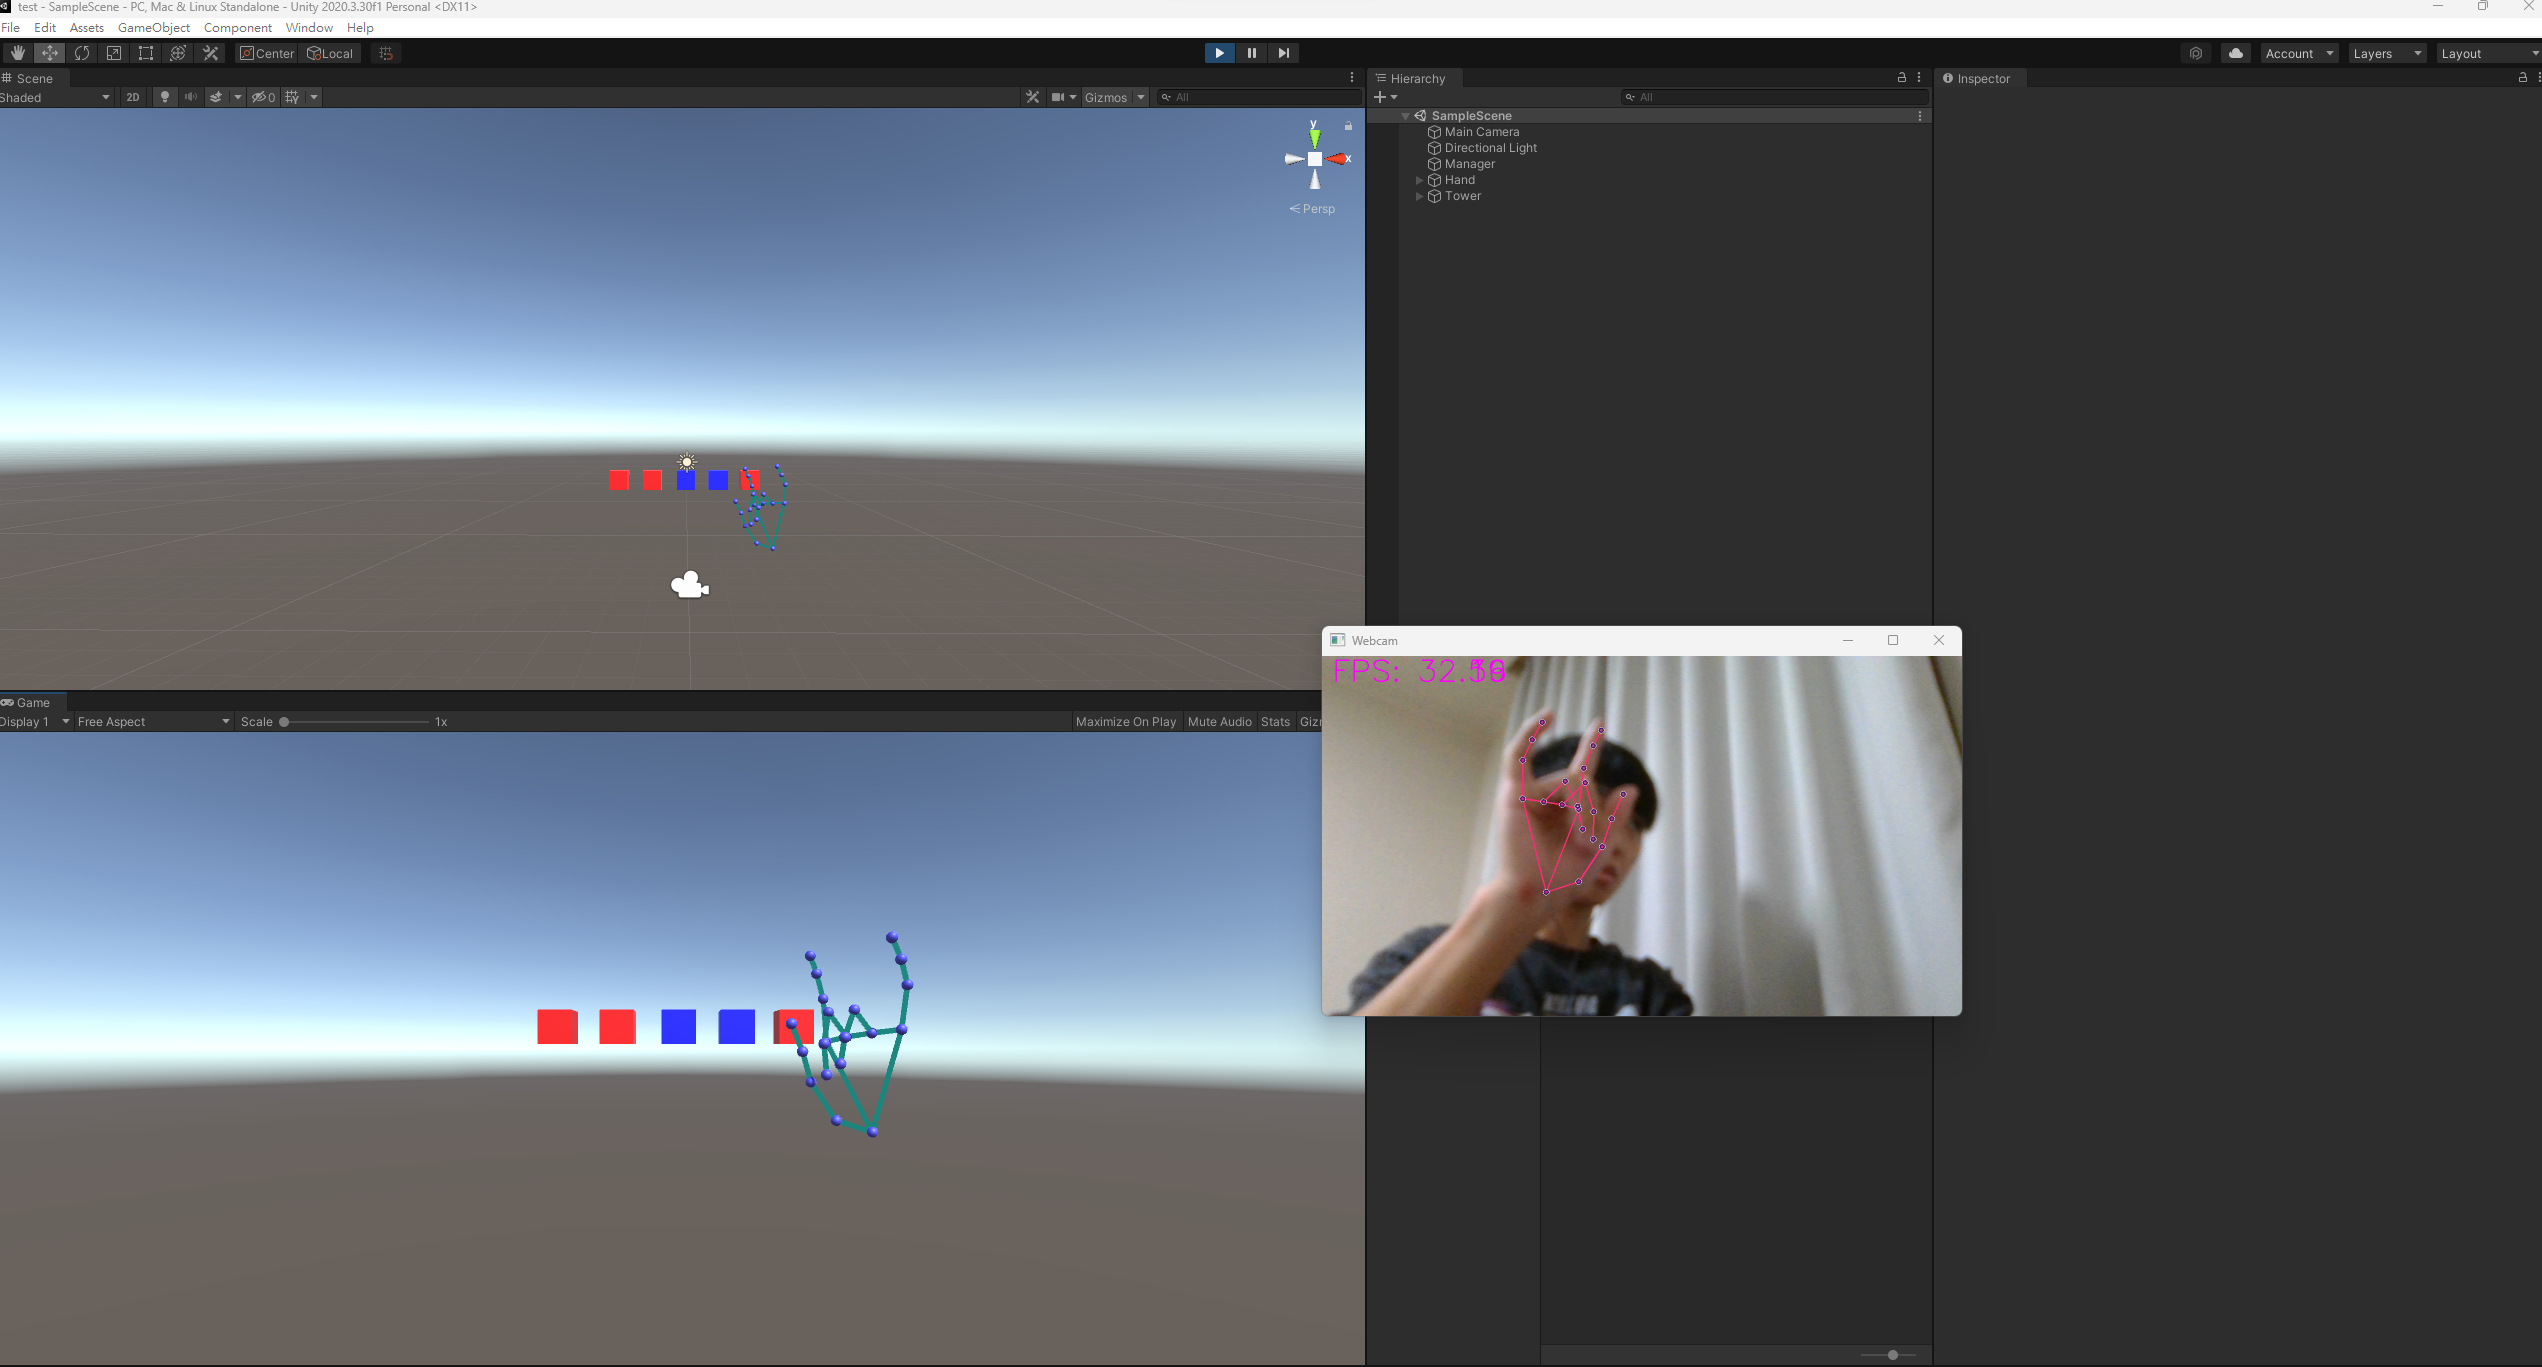 test - SampleScene - PC, Mac & Linux Standalone - Unity 2020.3.30f1 Personal <DX11>
File Edit Assets GameObject Component Window Help
Center Local
Account Layers Layout
Scene
Shaded 2D 0 Gizmos All
y
x
Persp
Hierarchy
All
SampleScene
Main Camera
Directional Light
Manager
Hand
Tower
Inspector
Game
Display 1 Free Aspect Scale 1x Maximize On Play Mute Audio Stats Giz
Webcam
FPS: 32.